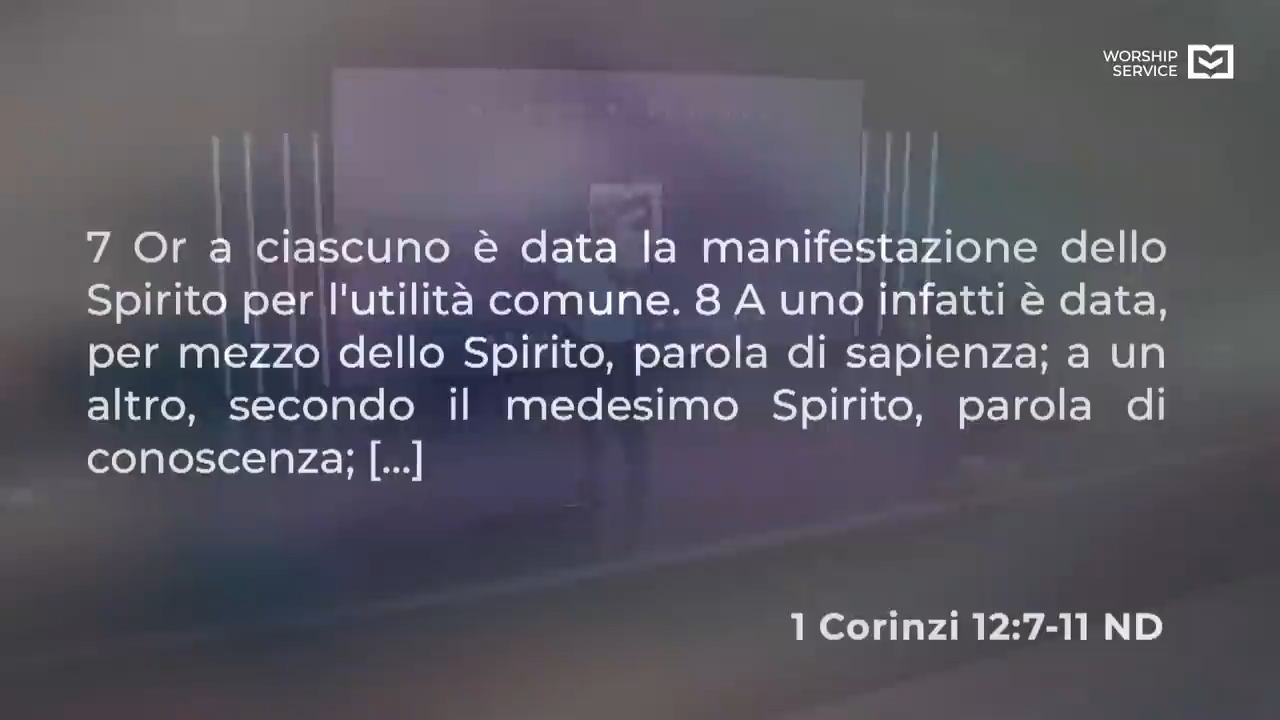 WORSHIP
SERVICE
7 Or a ciascuno è data la manifestazione dello
Spirito per l'utilità comune. 8 A uno infatti è data,
per mezzo dello Spirito, parola di sapienza; a un
altro, secondo il medesimo Spirito, parola di
conoscenza; [...]
1 Corinzi 12:7-11 ND